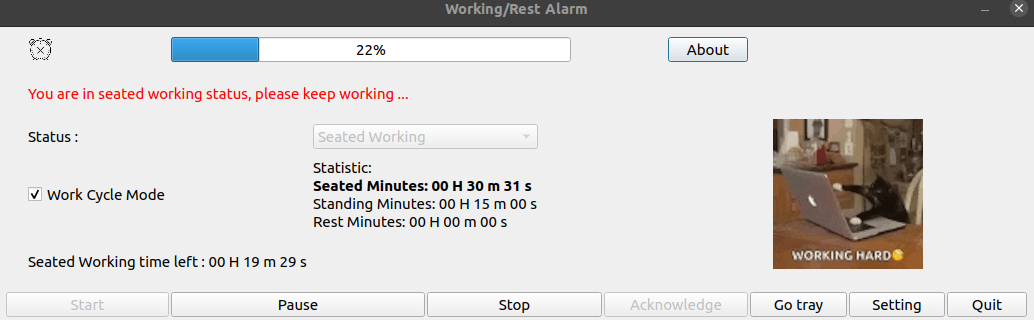 Working/Rest Alarm
22%
About
You are in seated working status, please keep working ...
Status :
Seated Working
Statistic:
Seated Minutes: 00 H 30 m 31 s
Standing Minutes: 00 H 15 m 00 s
Rest Minutes: 00 H 00 m 00 s
Work Cycle Mode
WORKING HARD
Seated Working time left : 00 H 19 m 29 s
Start
Pause
Stop
Acknowledge
Go tray
Setting
Quit